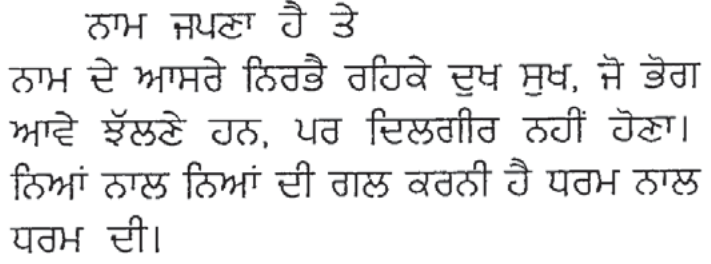 ਨਾਮ ਜਪਣਾ ਹੈ ਤੇ
ਨਾਮ ਦੇ ਆਸਰੇ ਨਿਰਭੈ ਰਹਿਕੇ ਦੁਖ ਸੁਖ, ਜੋ ਭੋਗ
ਆਵੇ ਝੱਲਣੇ ਹਨ, ਪਰ ਦਿਲਗੀਰ ਨਹੀਂ ਹੋਣਾ।
ਨਿਆਂ ਨਾਲ ਨਿਆਂ ਦੀ ਗਲ ਕਰਨੀ ਹੈ ਧਰਮ ਨਾਲ
ਧਰਮ ਦੀ।